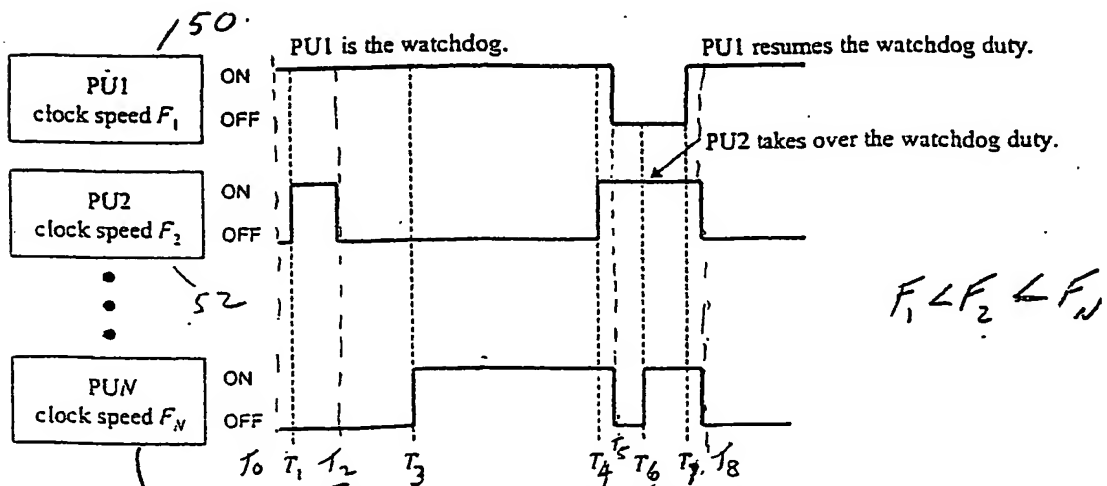 150.
PU1 is the watchdog.
PU1 resumes the watchdog duty.
PU1
clock speed F₁
ON
OFF
PU2 takes over the watchdog duty.
PU2
clock speed F₂
ON
OFF
52
F₁ < F₂ < F_N
PUN
clock speed F_N
ON
OFF
T₀ T₁ T₂ T₃ T₄ T₅ T₆ T₇ T₈